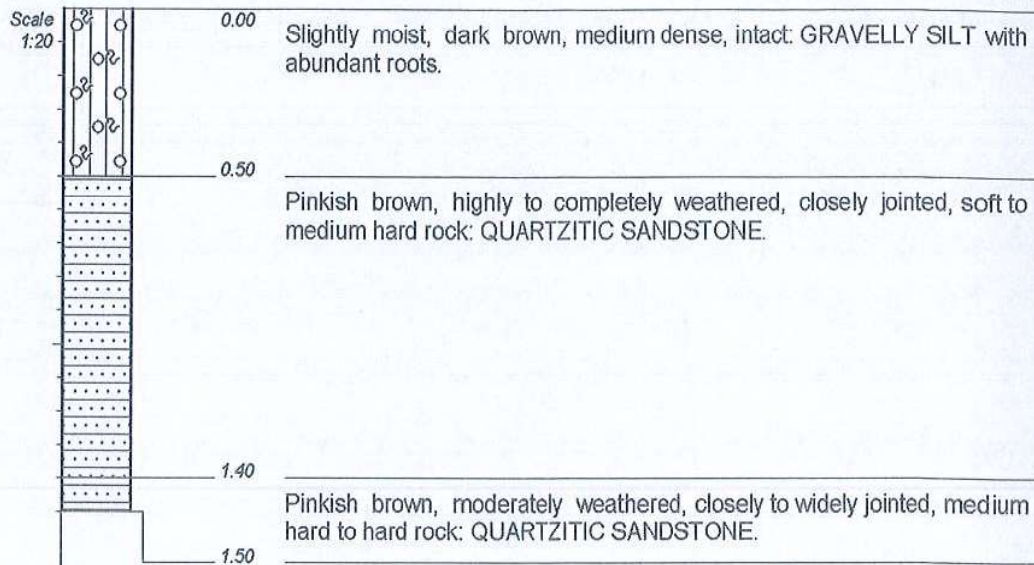 Scale
1:20
0.00
Slightly moist, dark brown, medium dense, intact: GRAVELLY SILT with
abundant roots.
0.50
Pinkish brown, highly to completely weathered, closely jointed, soft to
medium hard rock: QUARTZITIC SANDSTONE.
1.40
Pinkish brown, moderately weathered, closely to widely jointed, medium
hard to hard rock: QUARTZITIC SANDSTONE.
1.50